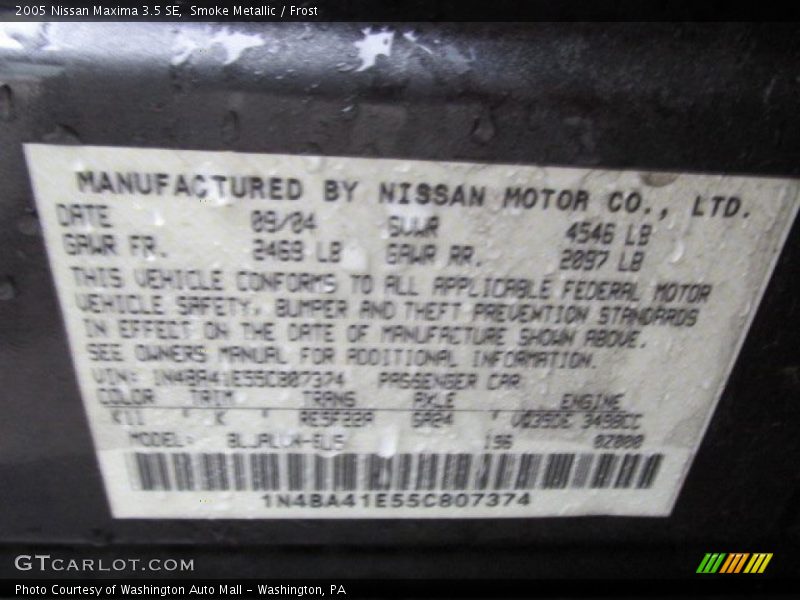 2005 Nissan Maxima 3.5 SE, Smoke Metallic / Frost
MANUFACTURED BY NISSAN MOTOR CO., LTD.
DATE 09/04 GVWR 4546 LB
GAWR FR. 2469 LB GAWR RR. 2097 LB
THIS VEHICLE CONFORMS TO ALL APPLICABLE FEDERAL MOTOR
VEHICLE SAFETY, BUMPER AND THEFT PREVENTION STANDARDS
IN EFFECT ON THE DATE OF MANUFACTURE SHOWN ABOVE.
SEE OWNERS MANUAL FOR ADDITIONAL INFORMATION.
VIN: 1N4BA41E55C807374 PASSENGER CAR
COLOR TRIM TRANS AXLE ENGINE
K11 ' K ' RE5F22A GA24 VQ35DE 3498CC
MODEL: 196 02000
1N4BA41E55C807374
GTCARLOT.COM
Photo Courtesy of Washington Auto Mall - Washington, PA